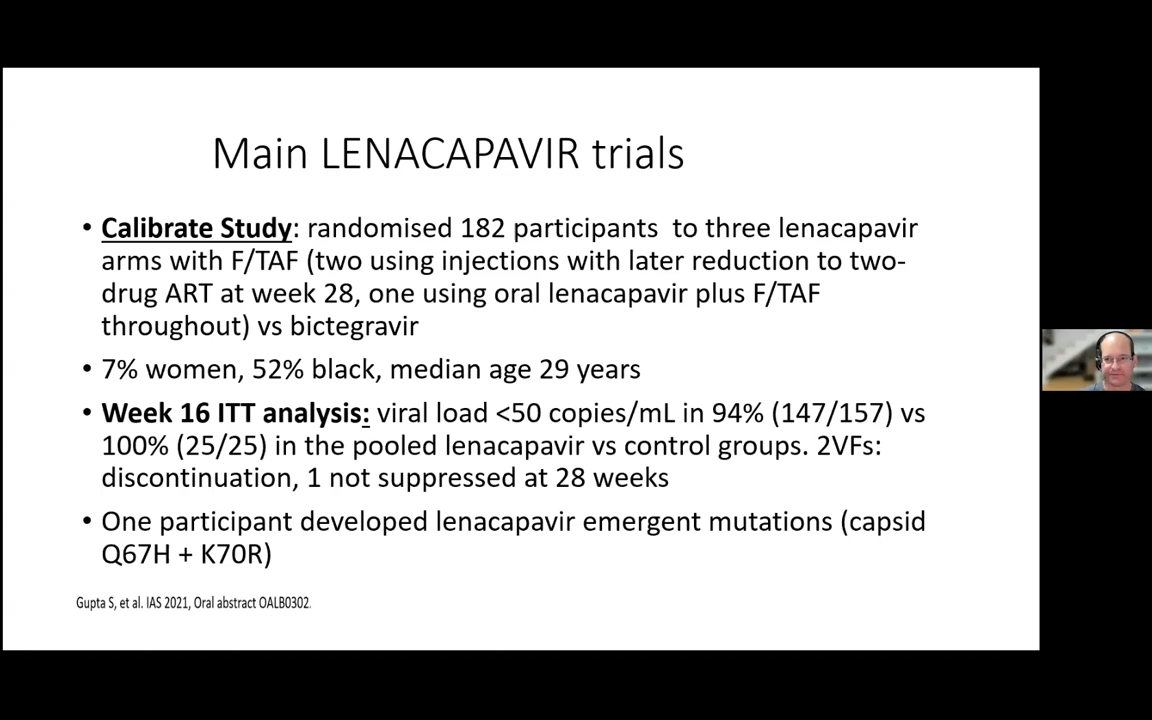 Main LENACAPAVIR trials
• Calibrate Study: randomised 182 participants to three lenacapavir
arms with F/TAF (two using injections with later reduction to two-
drug ART at week 28, one using oral lenacapavir plus F/TAF
throughout) vs bictegravir
• 7% women, 52% black, median age 29 years
• Week 16 ITT analysis: viral load <50 copies/mL in 94% (147/157) vs
100% (25/25) in the pooled lenacapavir vs control groups. 2VFs:
discontinuation, 1 not suppressed at 28 weeks
• One participant developed lenacapavir emergent mutations (capsid
Q67H + K70R)
Gupta S, et al. IAS 2021, Oral abstract OALB0302.